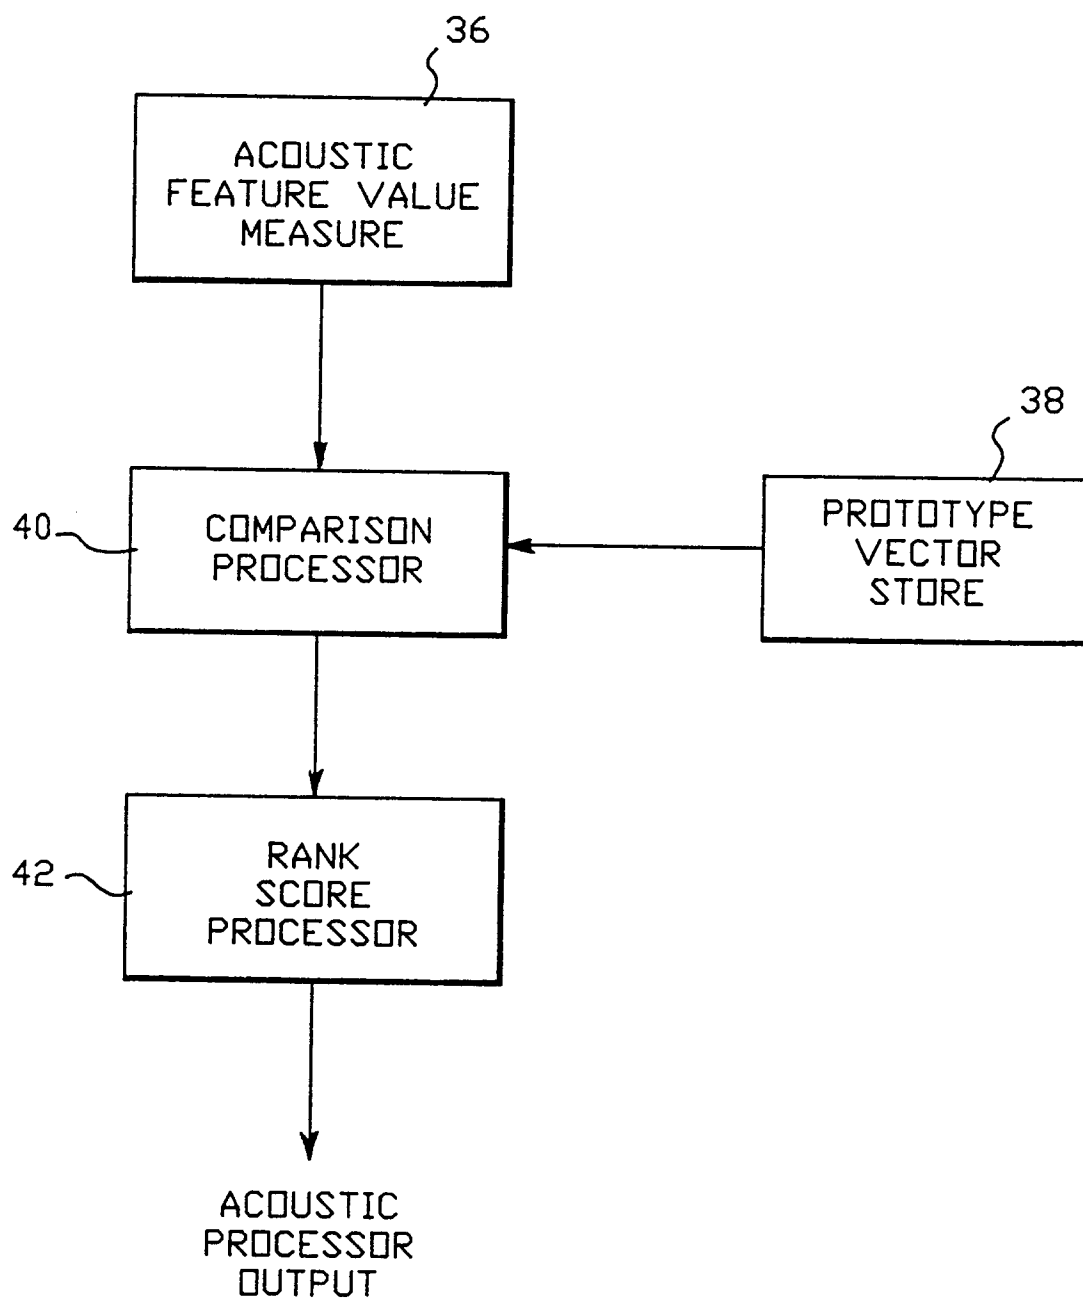 36
ACOUSTIC
FEATURE VALUE
MEASURE
38
40
COMPARISON
PROCESSOR
PROTOTYPE
VECTOR
STORE
42
RANK
SCORE
PROCESSOR
ACOUSTIC
PROCESSOR
OUTPUT